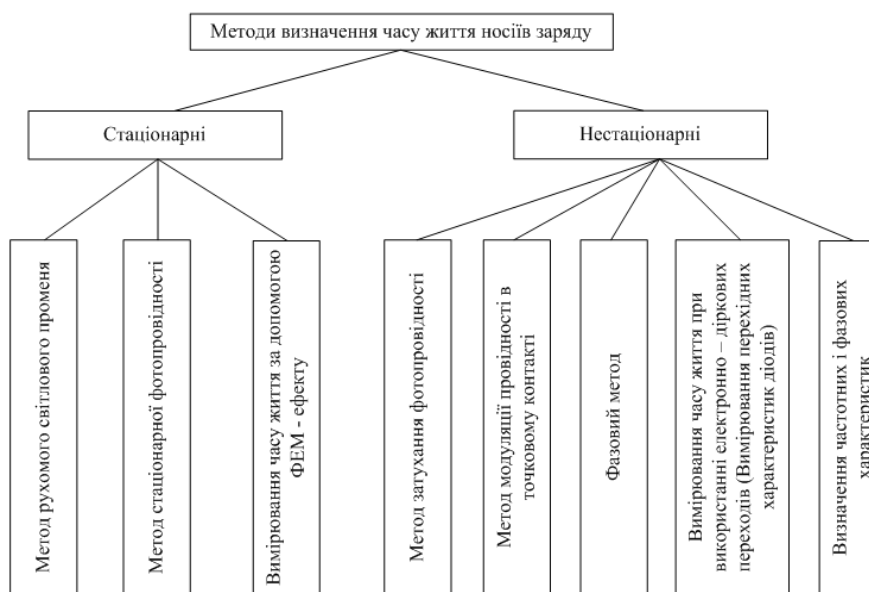 Методи визначення часу життя носіїв заряду
Стаціонарні
Нестаціонарні
Метод рухомого світлового променя
Метод стаціонарної фотопровідності
Вимірювання часу життя за допомогою
ФЕМ - ефекту
Метод затухання фотопровідності
Метод модуляції провідності в
точковому контакті
Фазовий метод
Вимірювання часу життя при
використанні електронно – діркових
переходів (Вимірювання перехідних
характеристик діодів)
Визначення частотних і фазових
характеристик